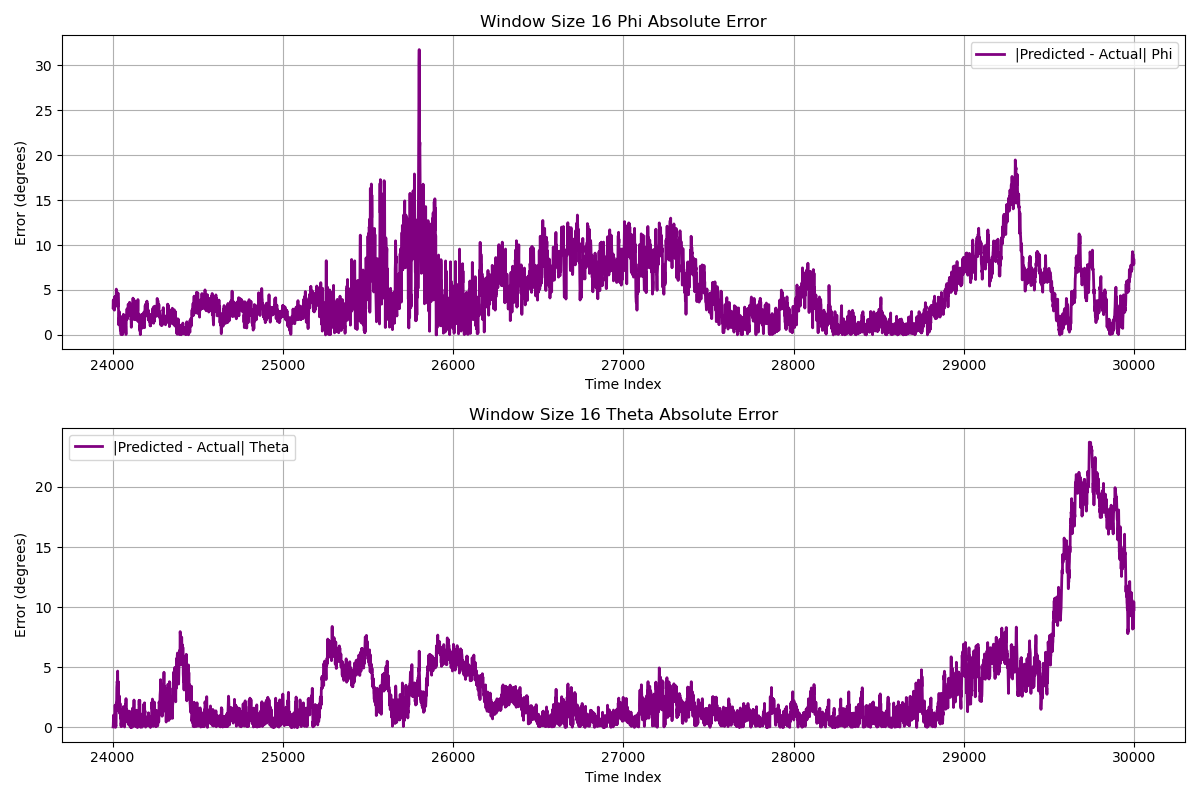 Window Size 16 Phi Absolute Error
|Predicted - Actual| Phi
Error (degrees)
30
25
20
15
10
5
0
24000 25000 26000 27000 28000 29000 30000
Time Index
Window Size 16 Theta Absolute Error
|Predicted - Actual| Theta
Error (degrees)
20
15
10
5
0
24000 25000 26000 27000 28000 29000 30000
Time Index